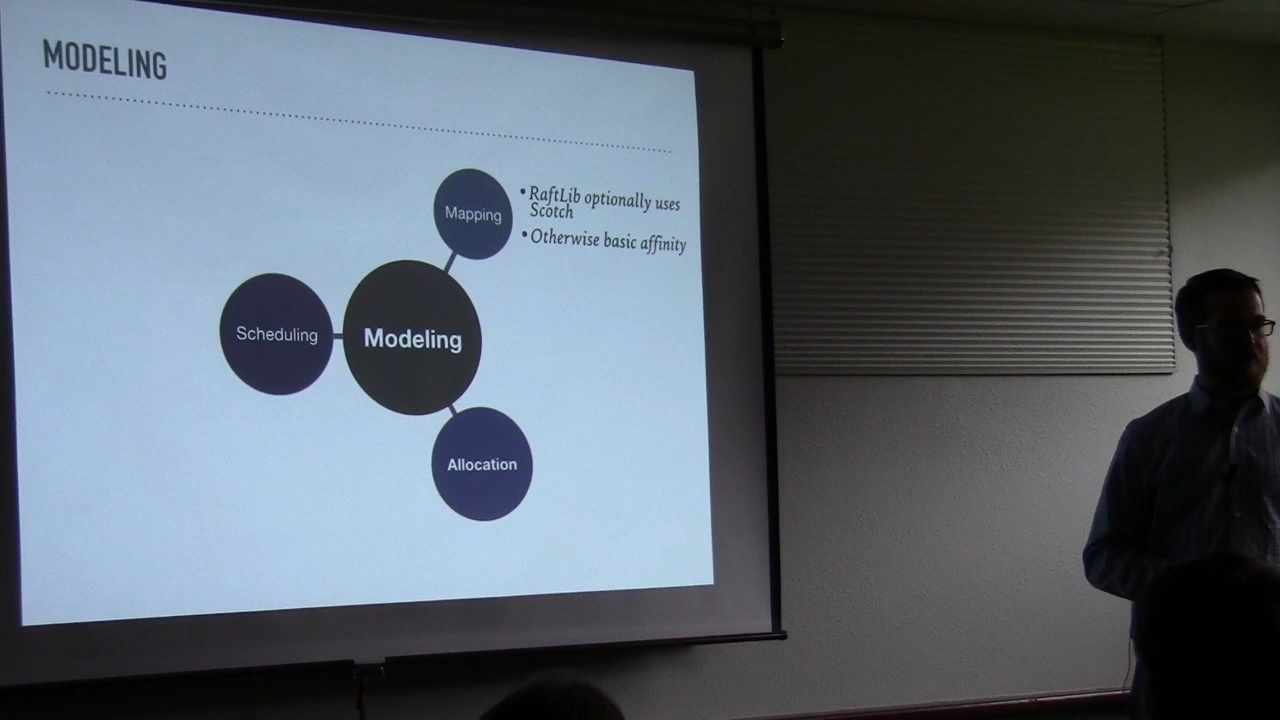 MODELING
Mapping
• RaftLib optionally uses
Scotch
• Otherwise basic affinity
Scheduling
Modeling
Allocation